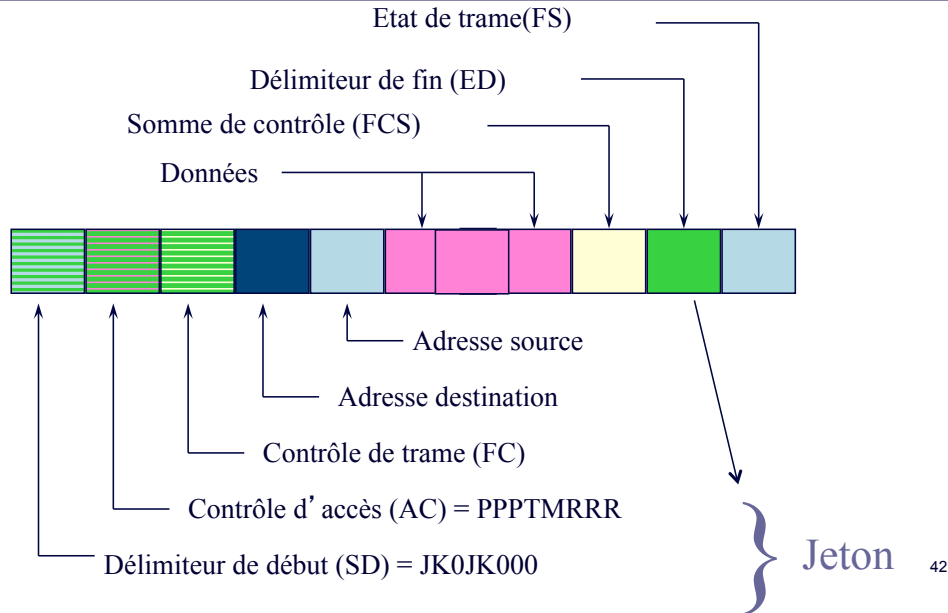 Etat de trame(FS)
Délimiteur de fin (ED)
Somme de contrôle (FCS)
Données
Adresse source
Adresse destination
Contrôle de trame (FC)
Contrôle d’accès (AC) = PPPTMRRR
Délimiteur de début (SD) = JK0JK000
} Jeton
42